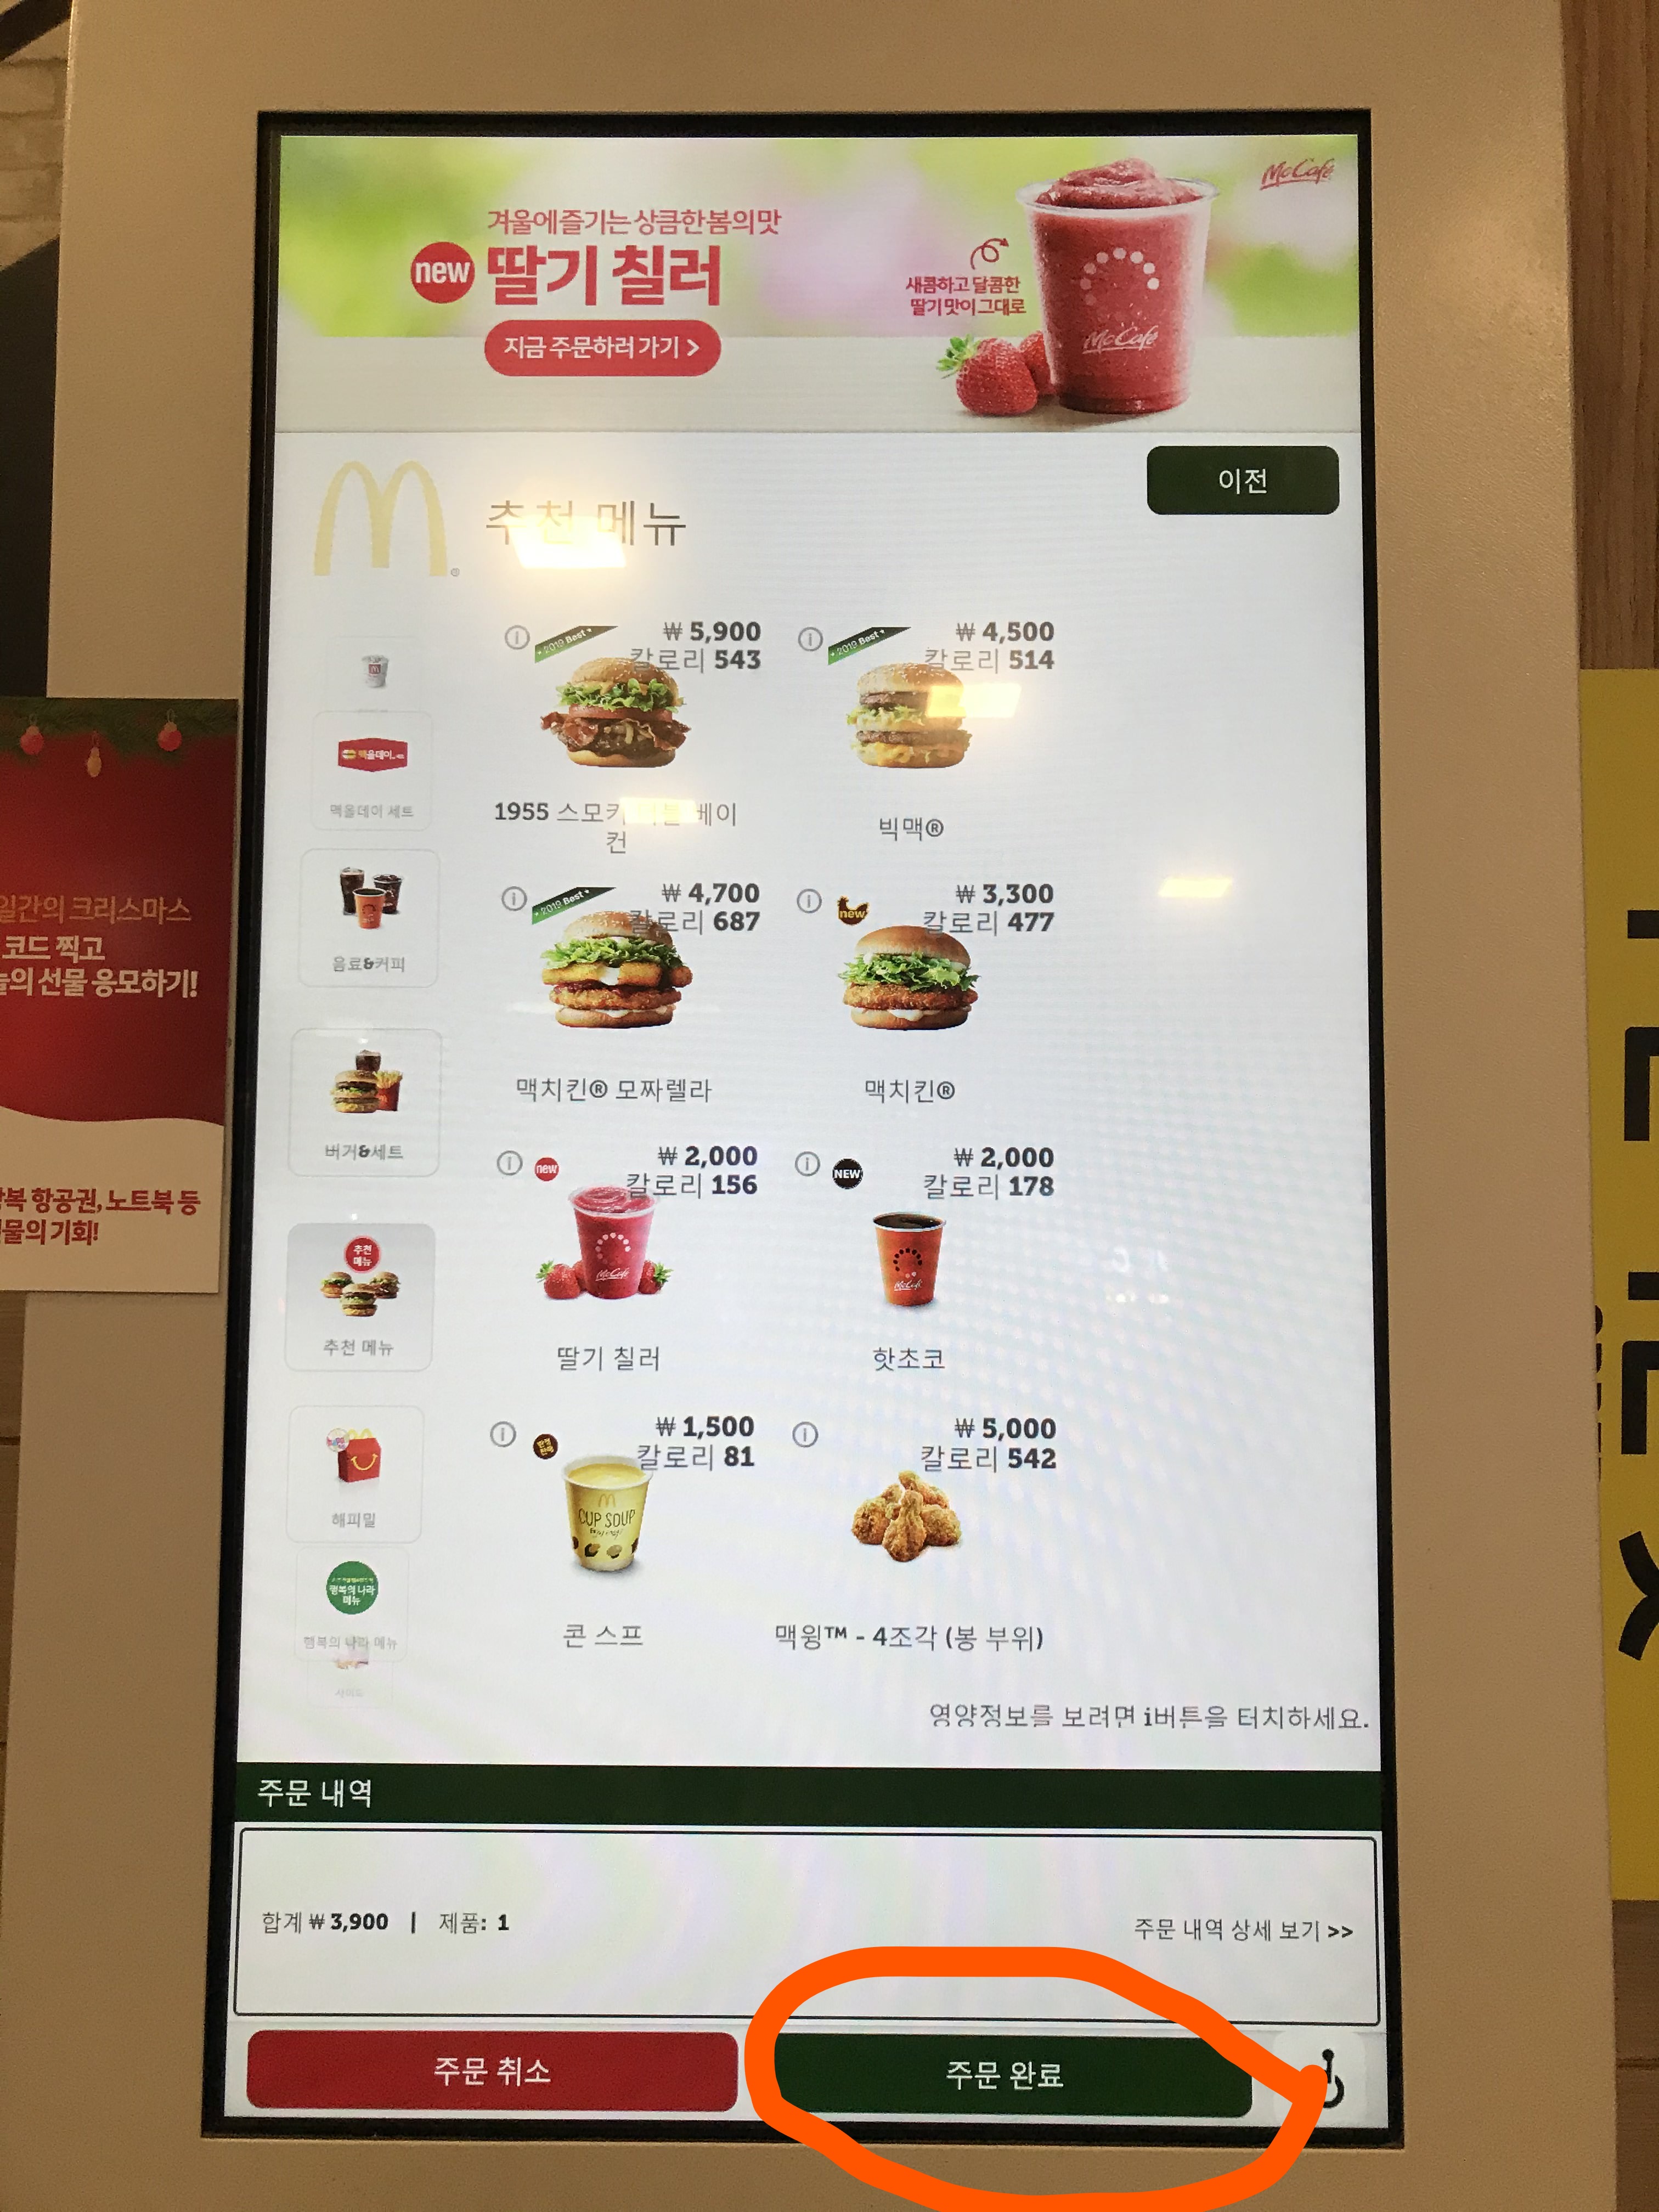 McCafé
겨울에 즐기는 상큼한 봄의 맛
new 딸기 칠러
새콤하고 달콤한
딸기 맛이 그대로
지금 주문하러 가기 >
McCafé
이전
추천 메뉴
2019 Best
₩ 5,900
칼로리 543
1955 스모키 베이
컨
2019 Best
₩ 4,500
칼로리 514
빅맥®
맥올데이 세트
2019 Best
₩ 4,700
칼로리 687
맥치킨® 모짜렐라
new
₩ 3,300
칼로리 477
맥치킨®
음료&커피
버거&세트
new
₩ 2,000
칼로리 156
McCafé
딸기 칠러
NEW
₩ 2,000
칼로리 178
McCafé
핫초코
추천
메뉴
추천 메뉴
₩ 1,500
칼로리 81
CUP SOUP
콘 스프
₩ 5,000
칼로리 542
맥윙™ - 4조각 (봉 부위)
해피밀
행복의 나라
메뉴
행복의 나라 메뉴
영양정보를 보려면 i버튼을 터치하세요.
주문 내역
합계 ₩ 3,900 | 제품: 1
주문 내역 상세 보기 >>
주문 취소
주문 완료
일간의 크리스마스
코드 찍고
의 선물 응모하기!
복 항공권, 노트북 등
물의 기회!